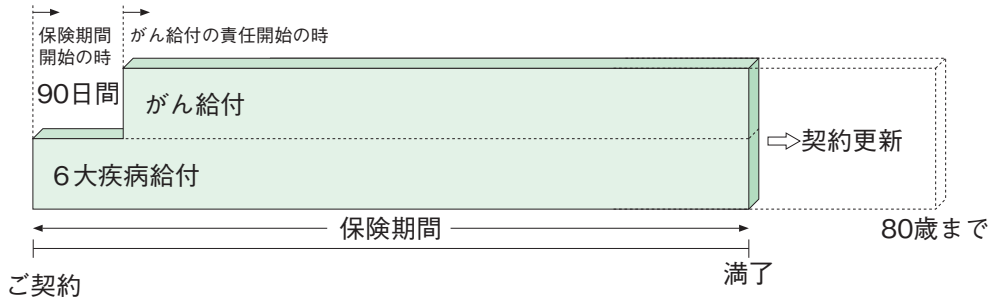 保険期間
開始の時
がん給付の責任開始の時
90日間
がん給付
6大疾病給付
契約更新
保険期間
80歳まで
ご契約
満了